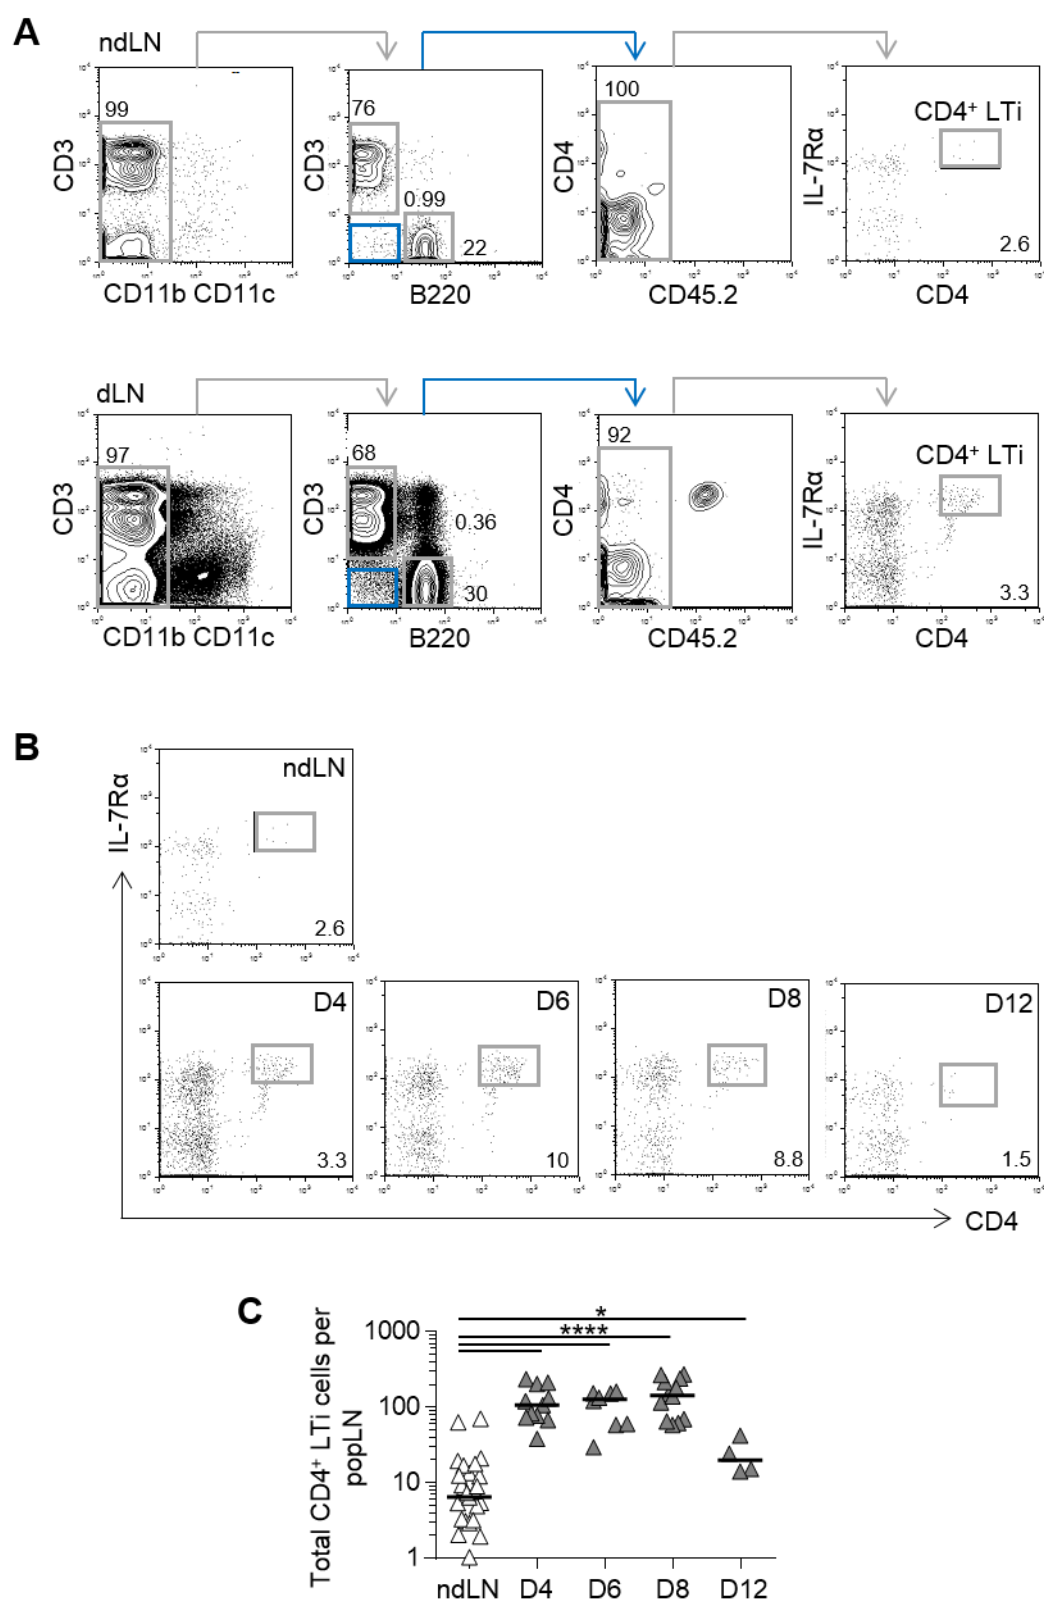 A
ndLN
99
CD3
CD11b CD11c
76
0.99
22
CD3
B220
100
CD4
CD45.2
CD4⁺ LTi
IL-7Rα
2.6
CD4
dLN
97
CD3
CD11b CD11c
68
0.36
30
CD3
B220
92
CD4
CD45.2
CD4⁺ LTi
IL-7Rα
3.3
CD4
B
IL-7Rα
ndLN
2.6
D4
3.3
D6
10
D8
8.8
D12
1.5
CD4
C
Total CD4⁺ LTi cells per
popLN
*
****
1000
100
10
1
ndLN D4 D6 D8 D12